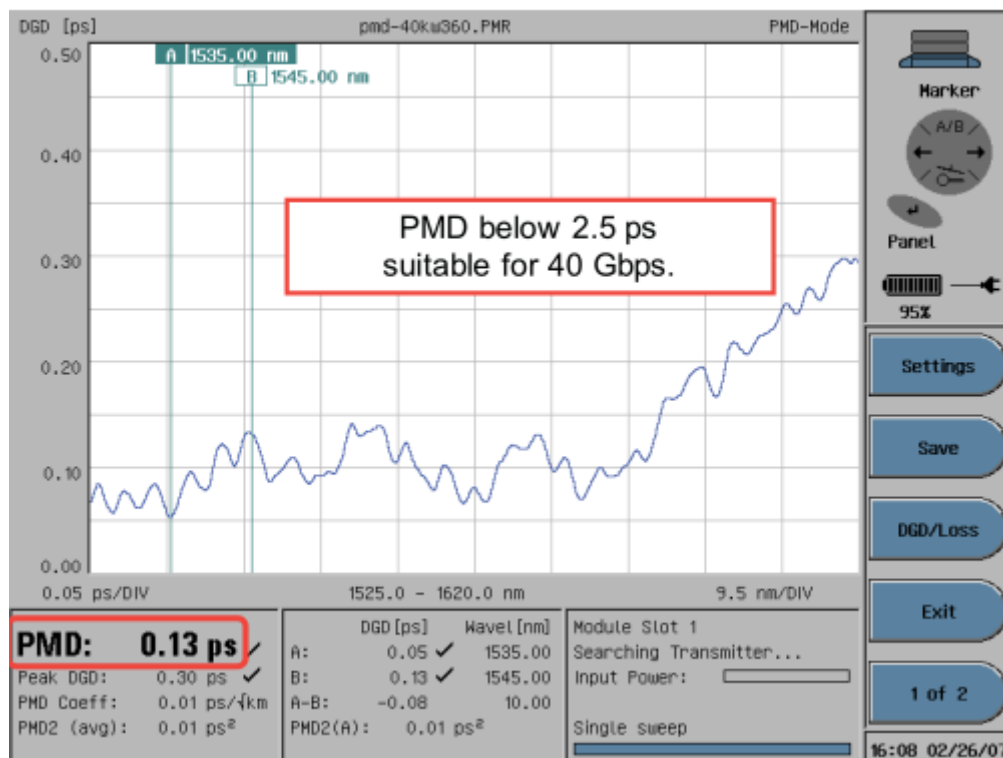 DGD [ps]
pmd-40kw360.PMR
PMD-Mode
0.50
0.40
0.30
0.20
0.10
0.00
A 1535.00 nm
B 1545.00 nm
PMD below 2.5 ps
suitable for 40 Gbps.
0.05 ps/DIV
1525.0 - 1620.0 nm
9.5 nm/DIV
PMD: 0.13 ps ✓
Peak DGD: 0.30 ps ✓
PMD Coeff: 0.01 ps/√km
PMD2 (avg): 0.01 ps²
DGD[ps] Wavel[nm]
A: 0.05 ✓ 1535.00
B: 0.13 ✓ 1545.00
A-B: -0.08 10.00
PMD2(A): 0.01 ps²
Module Slot 1
Searching Transmitter...
Input Power:
Single sweep
Marker
A/B
Panel
95%
Settings
Save
DGD/Loss
Exit
1 of 2
16:08 02/26/07